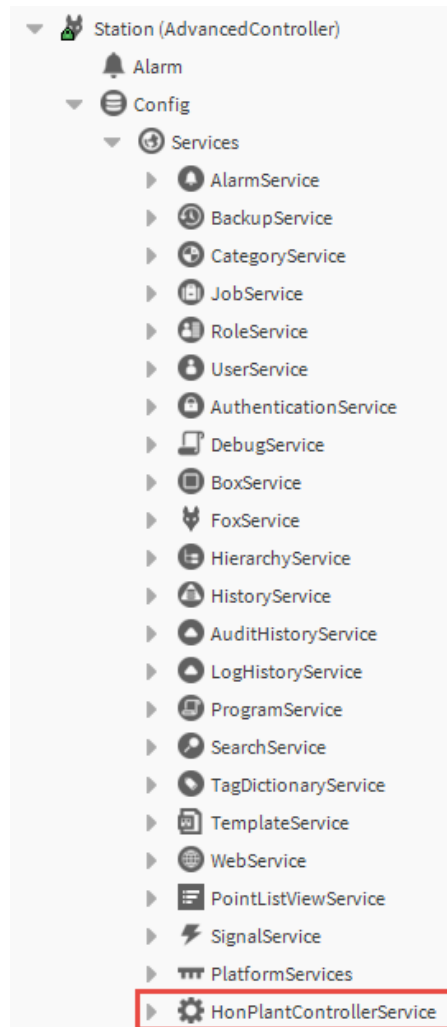 Station (AdvancedController)
Alarm
Config
Services
AlarmService
BackupService
CategoryService
JobService
RoleService
UserService
AuthenticationService
DebugService
BoxService
FoxService
HierarchyService
HistoryService
AuditHistoryService
LogHistoryService
ProgramService
SearchService
TagDictionaryService
TemplateService
WebService
PointListViewService
SignalService
PlatformServices
HonPlantControllerService